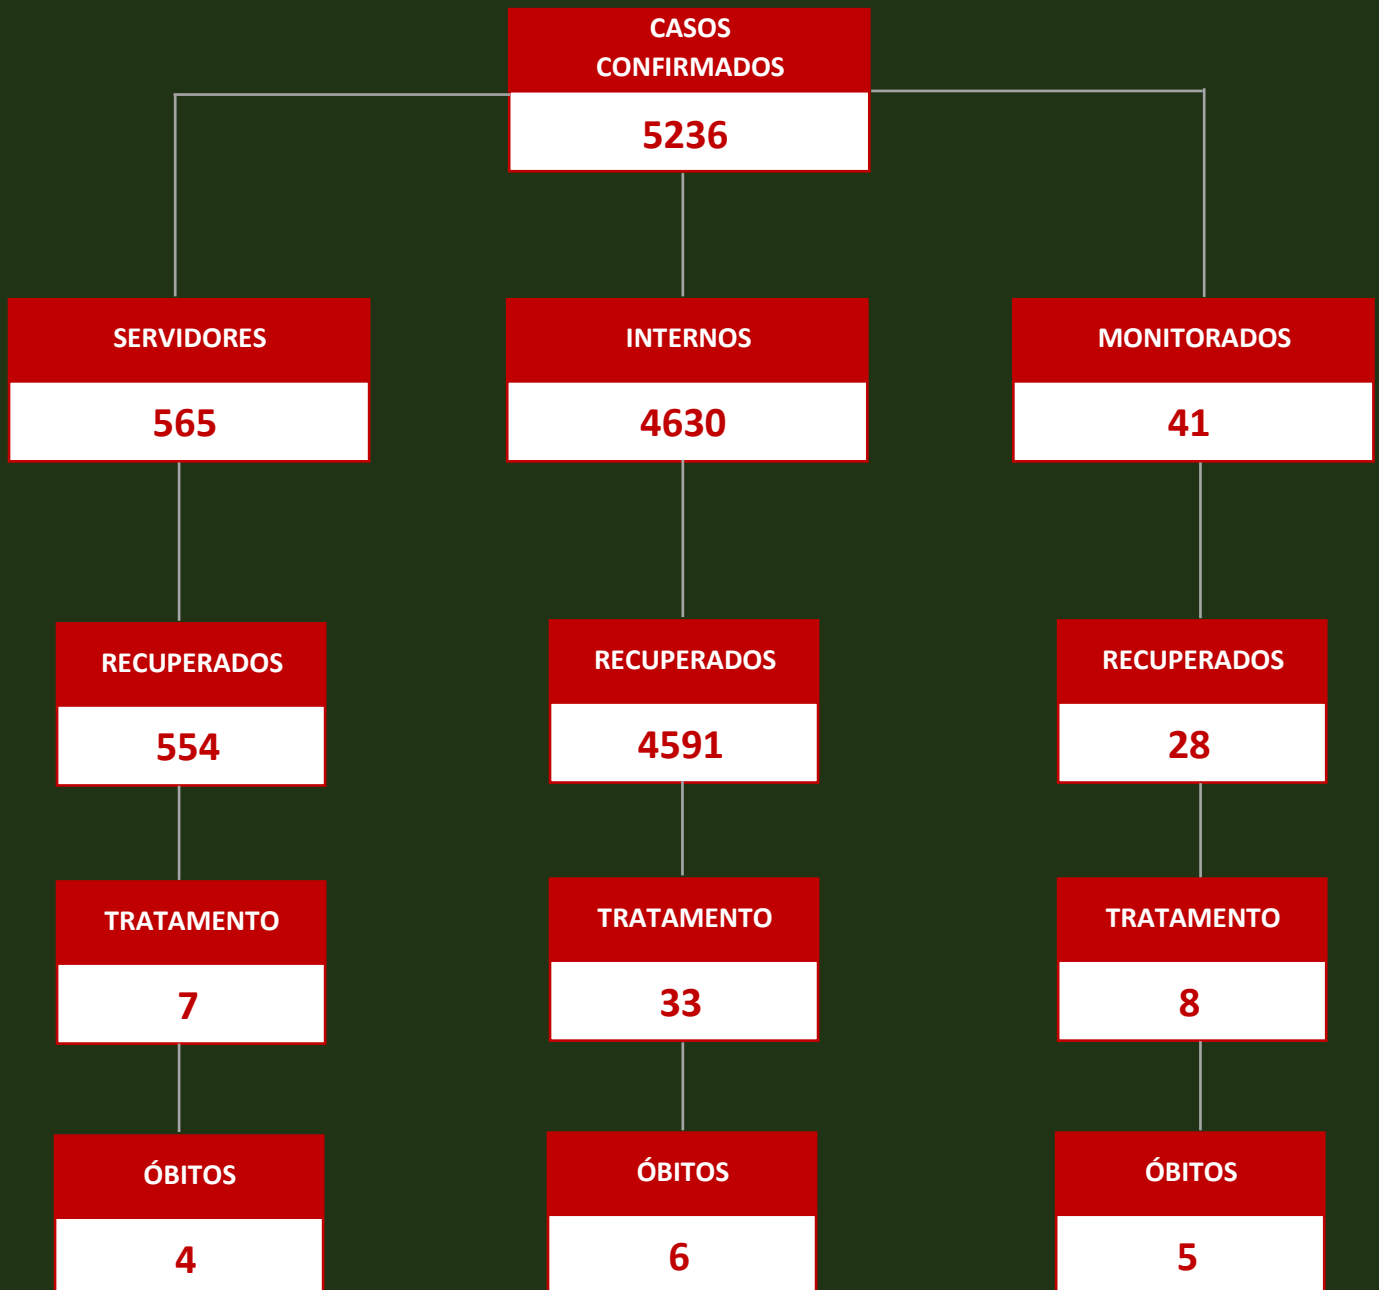 CASOS
CONFIRMADOS
5236
SERVIDORES
INTERNOS
MONITORADOS
565
4630
41
RECUPERADOS
RECUPERADOS
RECUPERADOS
554
4591
28
TRATAMENTO
TRATAMENTO
TRATAMENTO
7
33
8
ÓBITOS
ÓBITOS
ÓBITOS
4
6
5